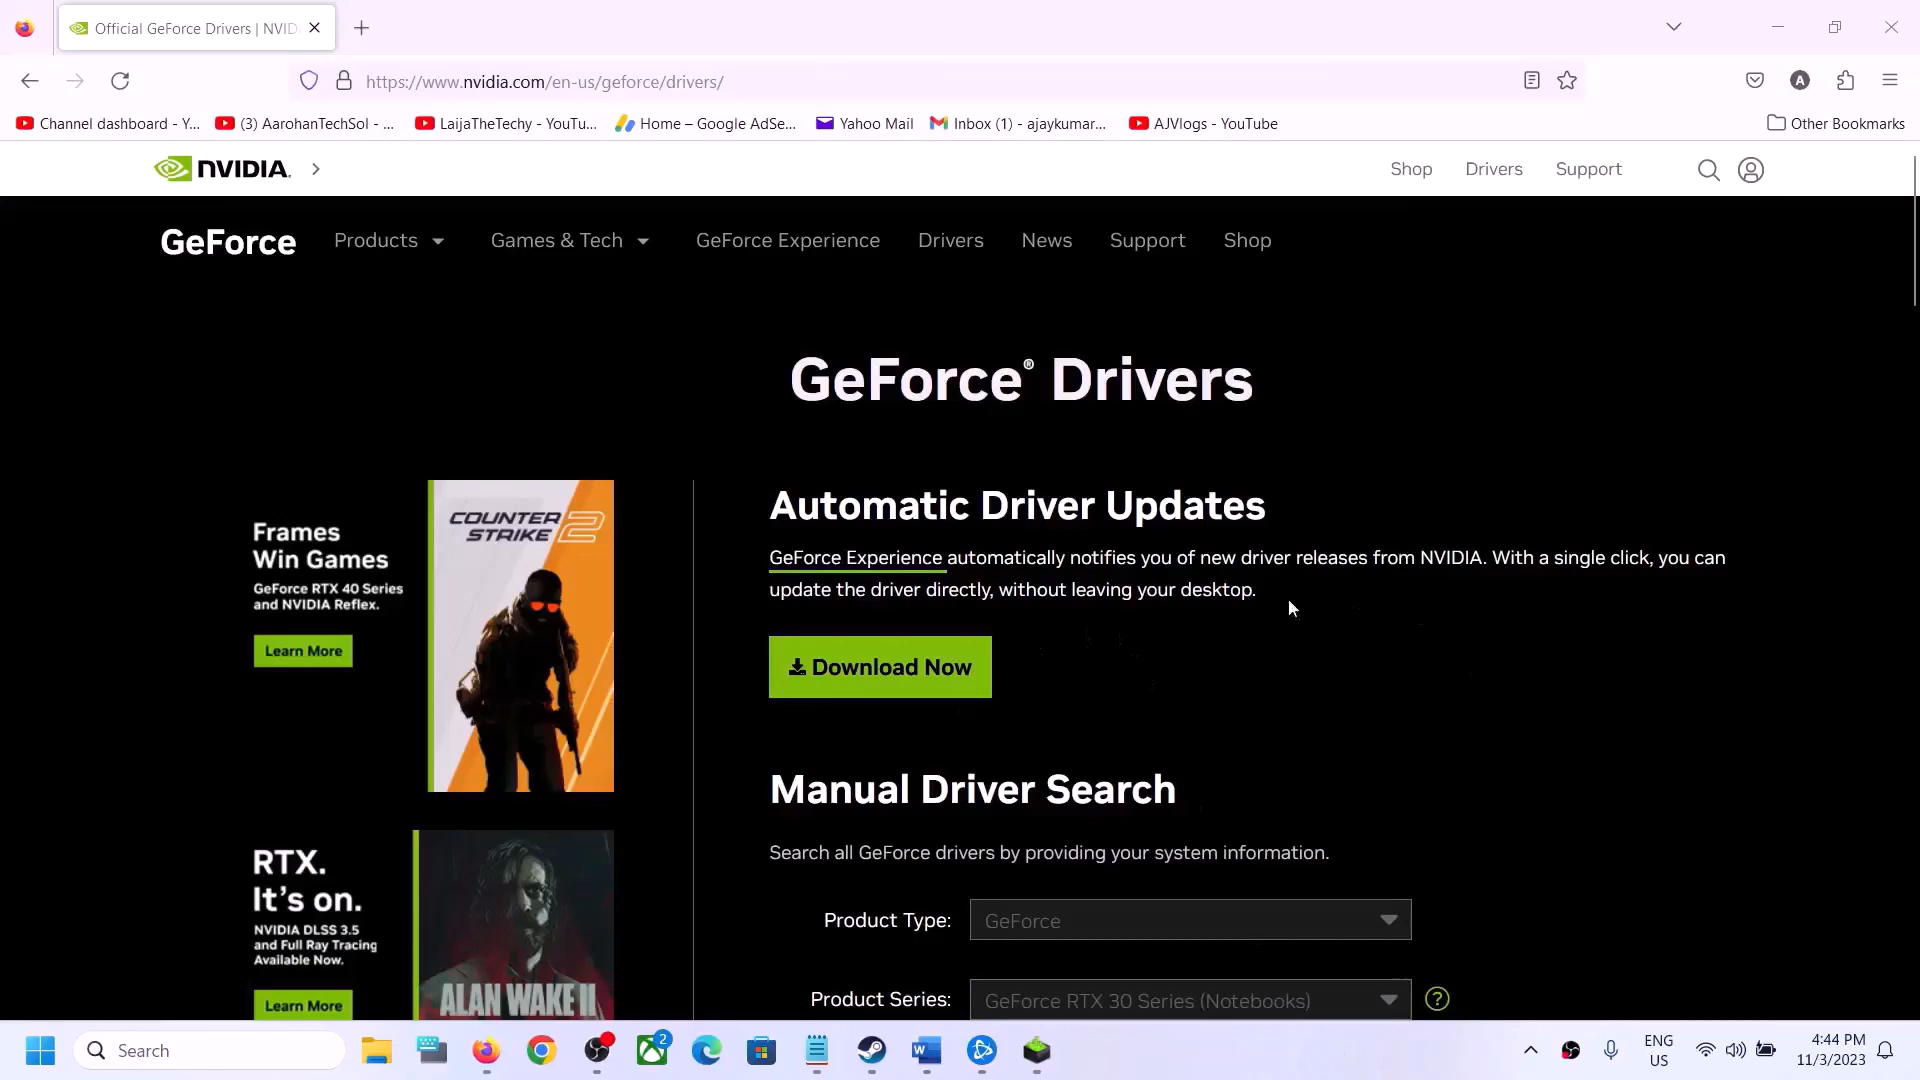 Official GeForce Drivers | NVID
https://www.nvidia.com/en-us/geforce/drivers/
Channel dashboard - Y... (3) AarohanTechSol - ... LaijaTheTechy - YouTu... Home – Google AdSe... Yahoo Mail Inbox (1) - ajaykumar... AJVlogs - YouTube Other Bookmarks
NVIDIA. Shop Drivers Support
GeForce Products Games & Tech GeForce Experience Drivers News Support Shop
GeForce® Drivers
Frames
Win Games
GeForce RTX 40 Series
and NVIDIA Reflex.
Learn More
COUNTER
STRIKE 2
RTX.
It's on.
NVIDIA DLSS 3.5
and Full Ray Tracing
Available Now.
Learn More
ALAN WAKE II
Automatic Driver Updates
GeForce Experience automatically notifies you of new driver releases from NVIDIA. With a single click, you can
update the driver directly, without leaving your desktop.
Download Now
Manual Driver Search
Search all GeForce drivers by providing your system information.
Product Type: GeForce
Product Series: GeForce RTX 30 Series (Notebooks) ?
Search 2 W ENG
US
4:44 PM
11/3/2023